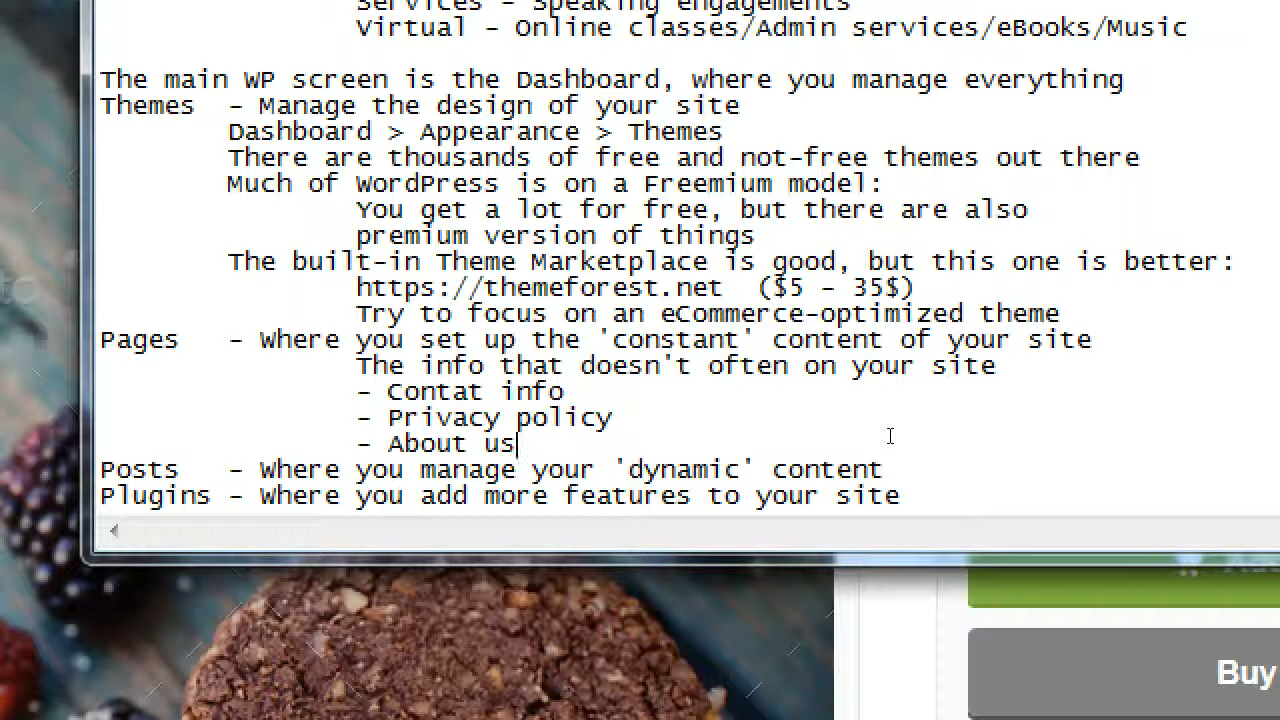 Services - Speaking engagements
Virtual - Online classes/Admin services/eBooks/Music
The main WP screen is the Dashboard, where you manage everything
Themes - Manage the design of your site
Dashboard > Appearance > Themes
There are thousands of free and not-free themes out there
Much of WordPress is on a Freemium model:
You get a lot for free, but there are also
premium version of things
The built-in Theme Marketplace is good, but this one is better:
https://themeforest.net ($5 - 35$)
Try to focus on an eCommerce-optimized theme
Pages - Where you set up the 'constant' content of your site
The info that doesn't often on your site
- Contat info
- Privacy policy
- About us
Posts - Where you manage your 'dynamic' content
Plugins - Where you add more features to your site
Buy